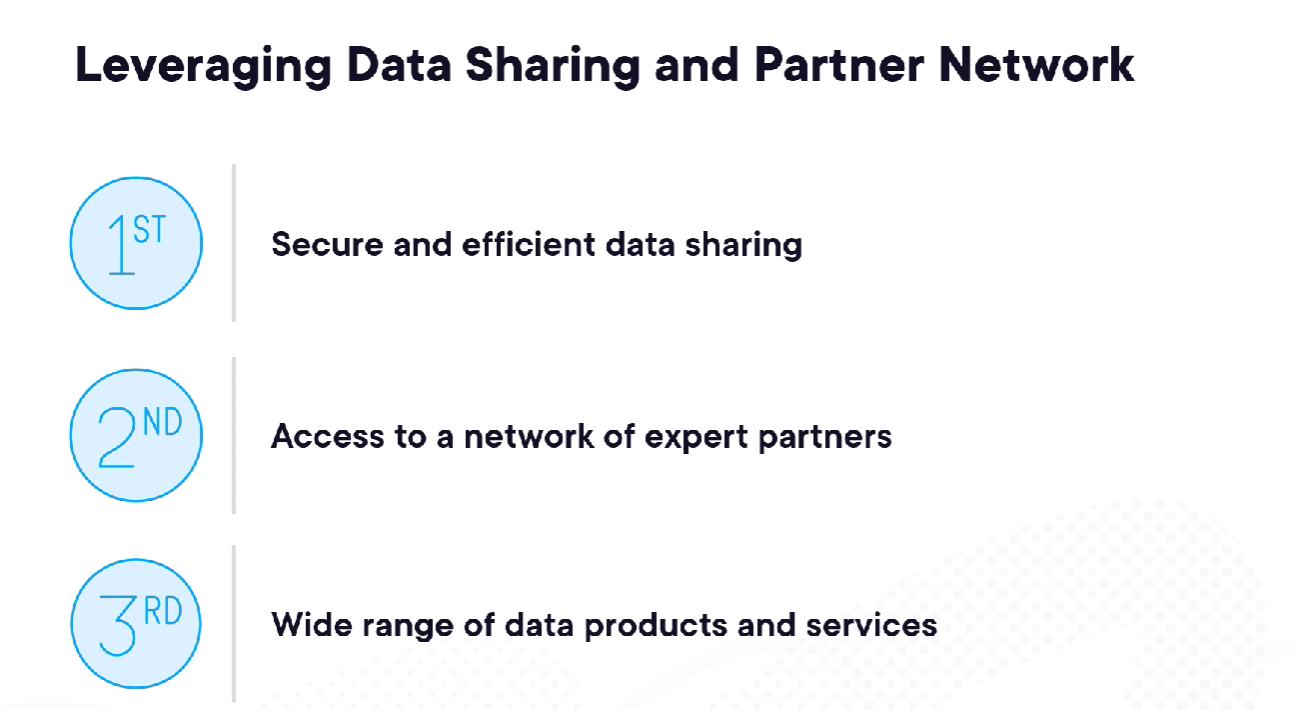 Leveraging Data Sharing and Partner Network
1ST
Secure and efficient data sharing
2ND
Access to a network of expert partners
3RD
Wide range of data products and services